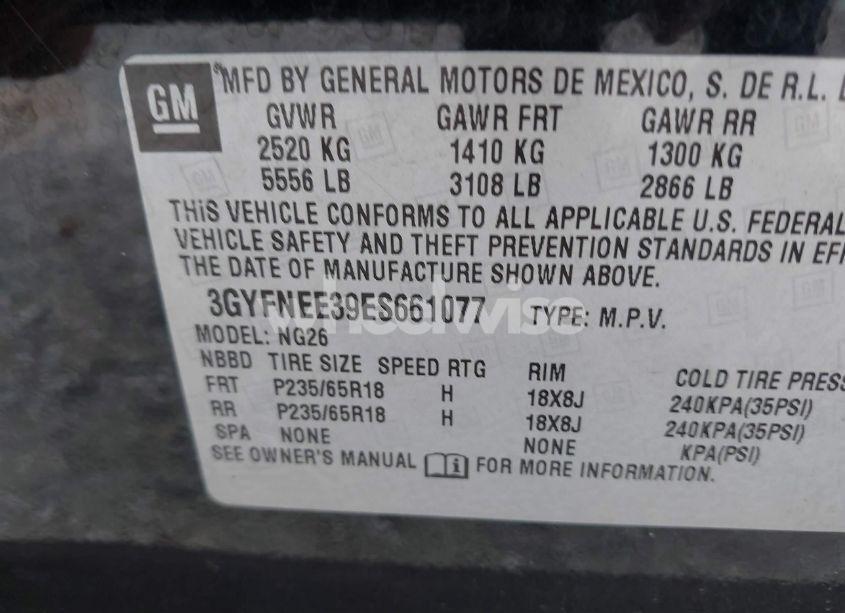 GM
MFD BY GENERAL MOTORS DE MEXICO, S. DE R.L.
GVWR GAWR FRT GAWR RR
2520 KG 1410 KG 1300 KG
5556 LB 3108 LB 2866 LB
THIS VEHICLE CONFORMS TO ALL APPLICABLE U.S. FEDERAL
VEHICLE SAFETY AND THEFT PREVENTION STANDARDS IN EFF
THE DATE OF MANUFACTURE SHOWN ABOVE.
3GYFNEE39ES661077 TYPE: M.P.V.
MODEL: NG26
NBBD TIRE SIZE SPEED RTG RIM COLD TIRE PRESS
FRT P235/65R18 H 18X8J 240KPA(35PSI)
RR P235/65R18 H 18X8J 240KPA(35PSI)
SPA NONE NONE KPA(PSI)
SEE OWNER'S MANUAL FOR MORE INFORMATION.
wheelwise